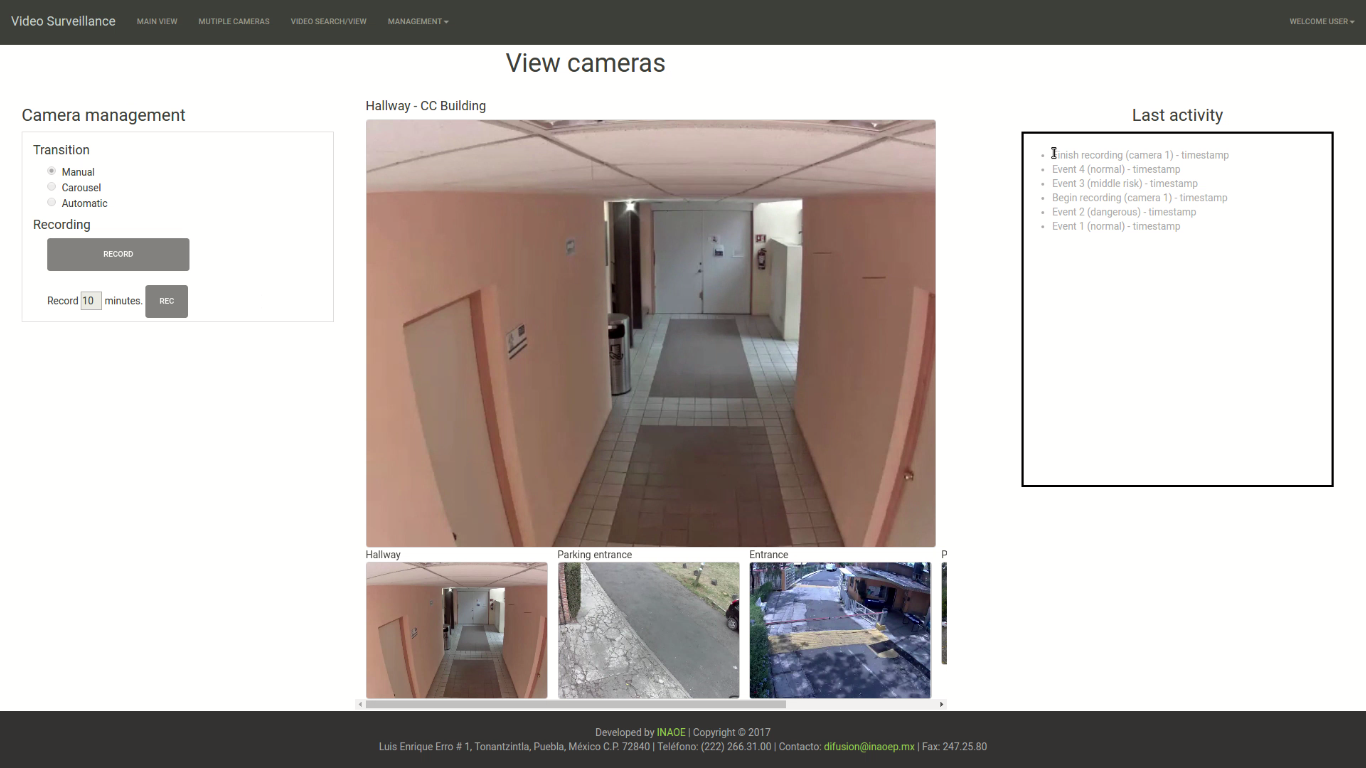 Video Surveillance
MAIN VIEW
MUTIPLE CAMERAS
VIDEO SEARCH/VIEW
MANAGEMENT
WELCOME USER
View cameras
Camera management
Transition
Manual
Carousel
Automatic
Recording
RECORD
Record 10 minutes. REC
Hallway - CC Building
Hallway
Parking entrance
Entrance
P
Last activity
Finish recording (camera 1) - timestamp
Event 4 (normal) - timestamp
Event 3 (middle risk) - timestamp
Begin recording (camera 1) - timestamp
Event 2 (dangerous) - timestamp
Event 1 (normal) - timestamp
Developed by INAOE | Copyright © 2017
Luis Enrique Erro # 1, Tonantzintla, Puebla, México C.P. 72840 | Teléfono: (222) 266.31.00 | Contacto: difusion@inaoep.mx | Fax: 247.25.80